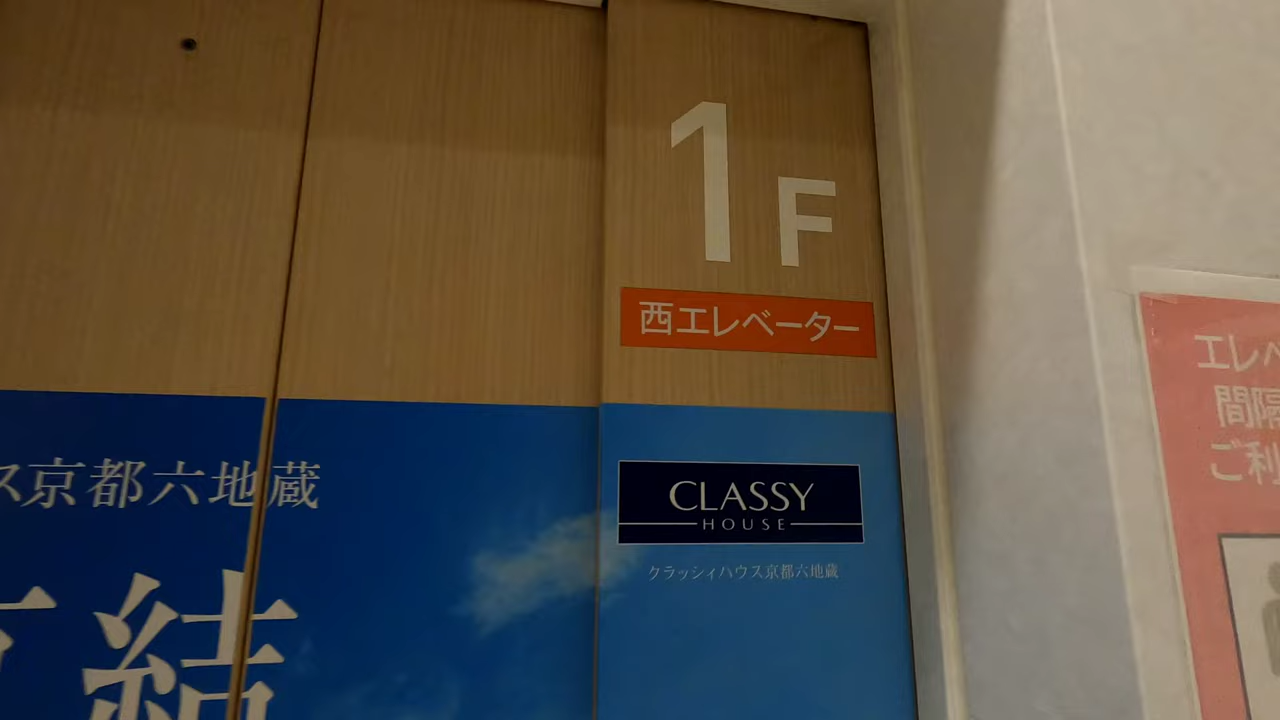 1F
西エレベーター
ス京都六地蔵
結
CLASSY
HOUSE
クラッシィハウス京都六地蔵
エレベ
間隔
ご利